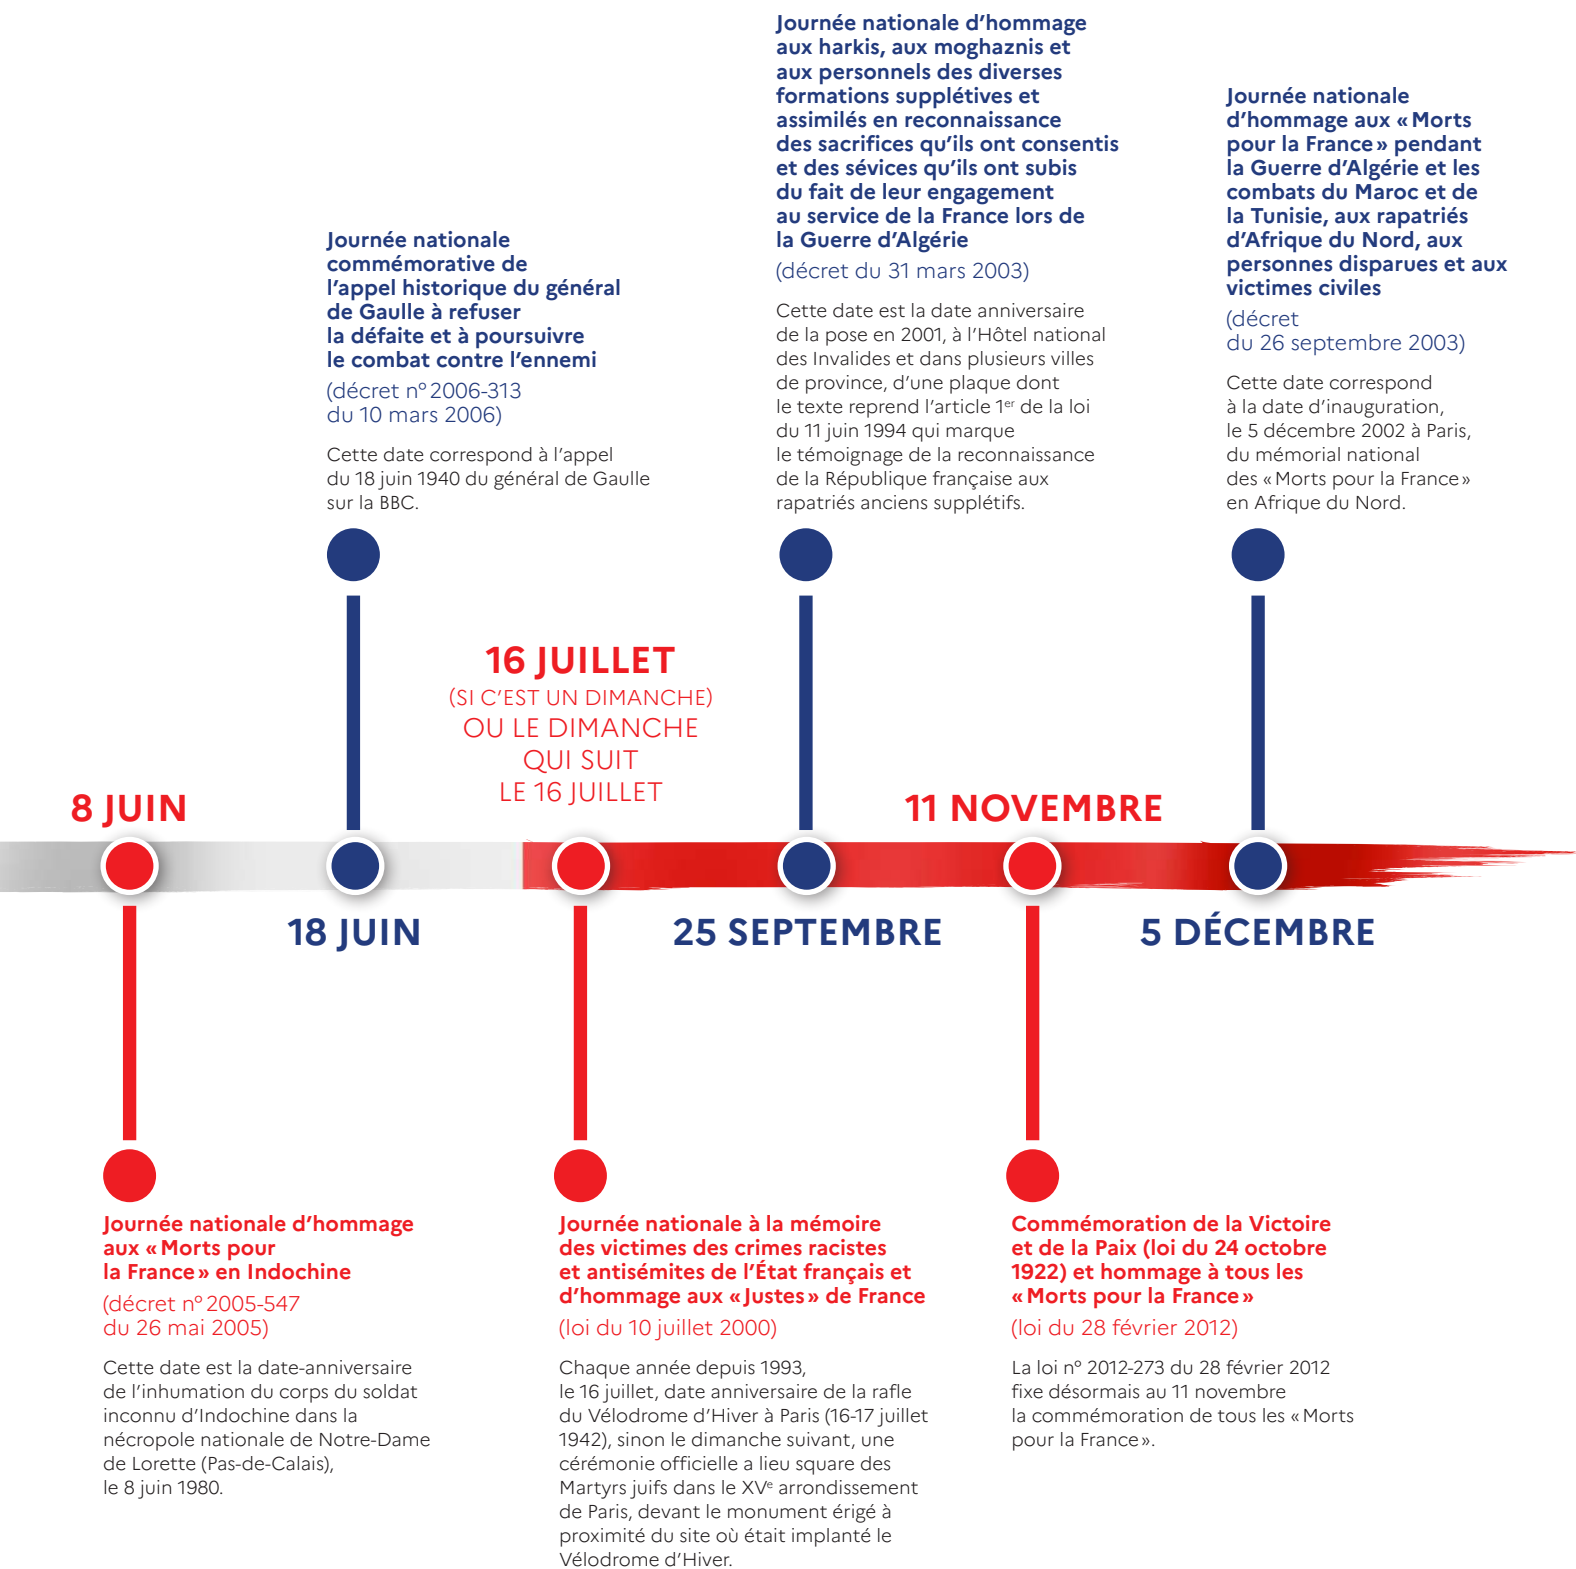 Journée nationale d’hommage
aux harkis, aux moghaznis et
aux personnels des diverses
formations supplétives et
assimilés en reconnaissance
des sacrifices qu’ils ont consentis
et des sévices qu’ils ont subis
du fait de leur engagement
au service de la France lors de
la Guerre d’Algérie
(décret du 31 mars 2003)
Cette date est la date anniversaire
de la pose en 2001, à l’Hôtel national
des Invalides et dans plusieurs villes
de province, d’une plaque dont
le texte reprend l’article 1er de la loi
du 11 juin 1994 qui marque
le témoignage de la reconnaissance
de la République française aux
rapatriés anciens supplétifs.
Journée nationale
d’hommage aux « Morts
pour la France » pendant
la Guerre d’Algérie et les
combats du Maroc et de
la Tunisie, aux rapatriés
d’Afrique du Nord, aux
personnes disparues et aux
victimes civiles
(décret
du 26 septembre 2003)
Cette date correspond
à la date d’inauguration,
le 5 décembre 2002 à Paris,
du mémorial national
des « Morts pour la France »
en Afrique du Nord.
Journée nationale
commémorative de
l’appel historique du général
de Gaulle à refuser
la défaite et à poursuivre
le combat contre l’ennemi
(décret nº 2006-313
du 10 mars 2006)
Cette date correspond à l’appel
du 18 juin 1940 du général de Gaulle
sur la BBC.
16 JUILLET
(SI C’EST UN DIMANCHE)
OU LE DIMANCHE
QUI SUIT
LE 16 JUILLET
8 JUIN
11 NOVEMBRE
18 JUIN
25 SEPTEMBRE
5 DÉCEMBRE
Journée nationale d’hommage
aux « Morts pour
la France » en Indochine
(décret nº 2005-547
du 26 mai 2005)
Cette date est la date-anniversaire
de l’inhumation du corps du soldat
inconnu d’Indochine dans la
nécropole nationale de Notre-Dame
de Lorette (Pas-de-Calais),
le 8 juin 1980.
Journée nationale à la mémoire
des victimes des crimes racistes
et antisémites de l’État français et
d’hommage aux « Justes » de France
(loi du 10 juillet 2000)
Chaque année depuis 1993,
le 16 juillet, date anniversaire de la rafle
du Vélodrome d’Hiver à Paris (16-17 juillet
1942), sinon le dimanche suivant, une
cérémonie officielle a lieu square des
Martyrs juifs dans le XVe arrondissement
de Paris, devant le monument érigé à
proximité du site où était implanté le
Vélodrome d’Hiver.
Commémoration de la Victoire
et de la Paix (loi du 24 octobre
1922) et hommage à tous les
« Morts pour la France »
(loi du 28 février 2012)
La loi nº 2012-273 du 28 février 2012
fixe désormais au 11 novembre
la commémoration de tous les « Morts
pour la France ».